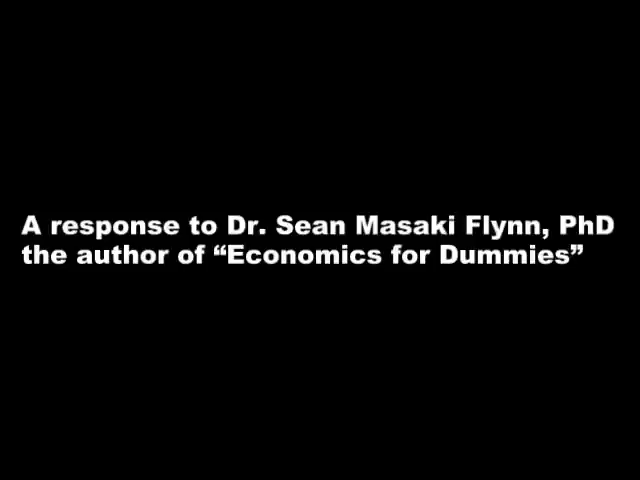 A response to Dr. Sean Masaki Flynn, PhD
the author of “Economics for Dummies”